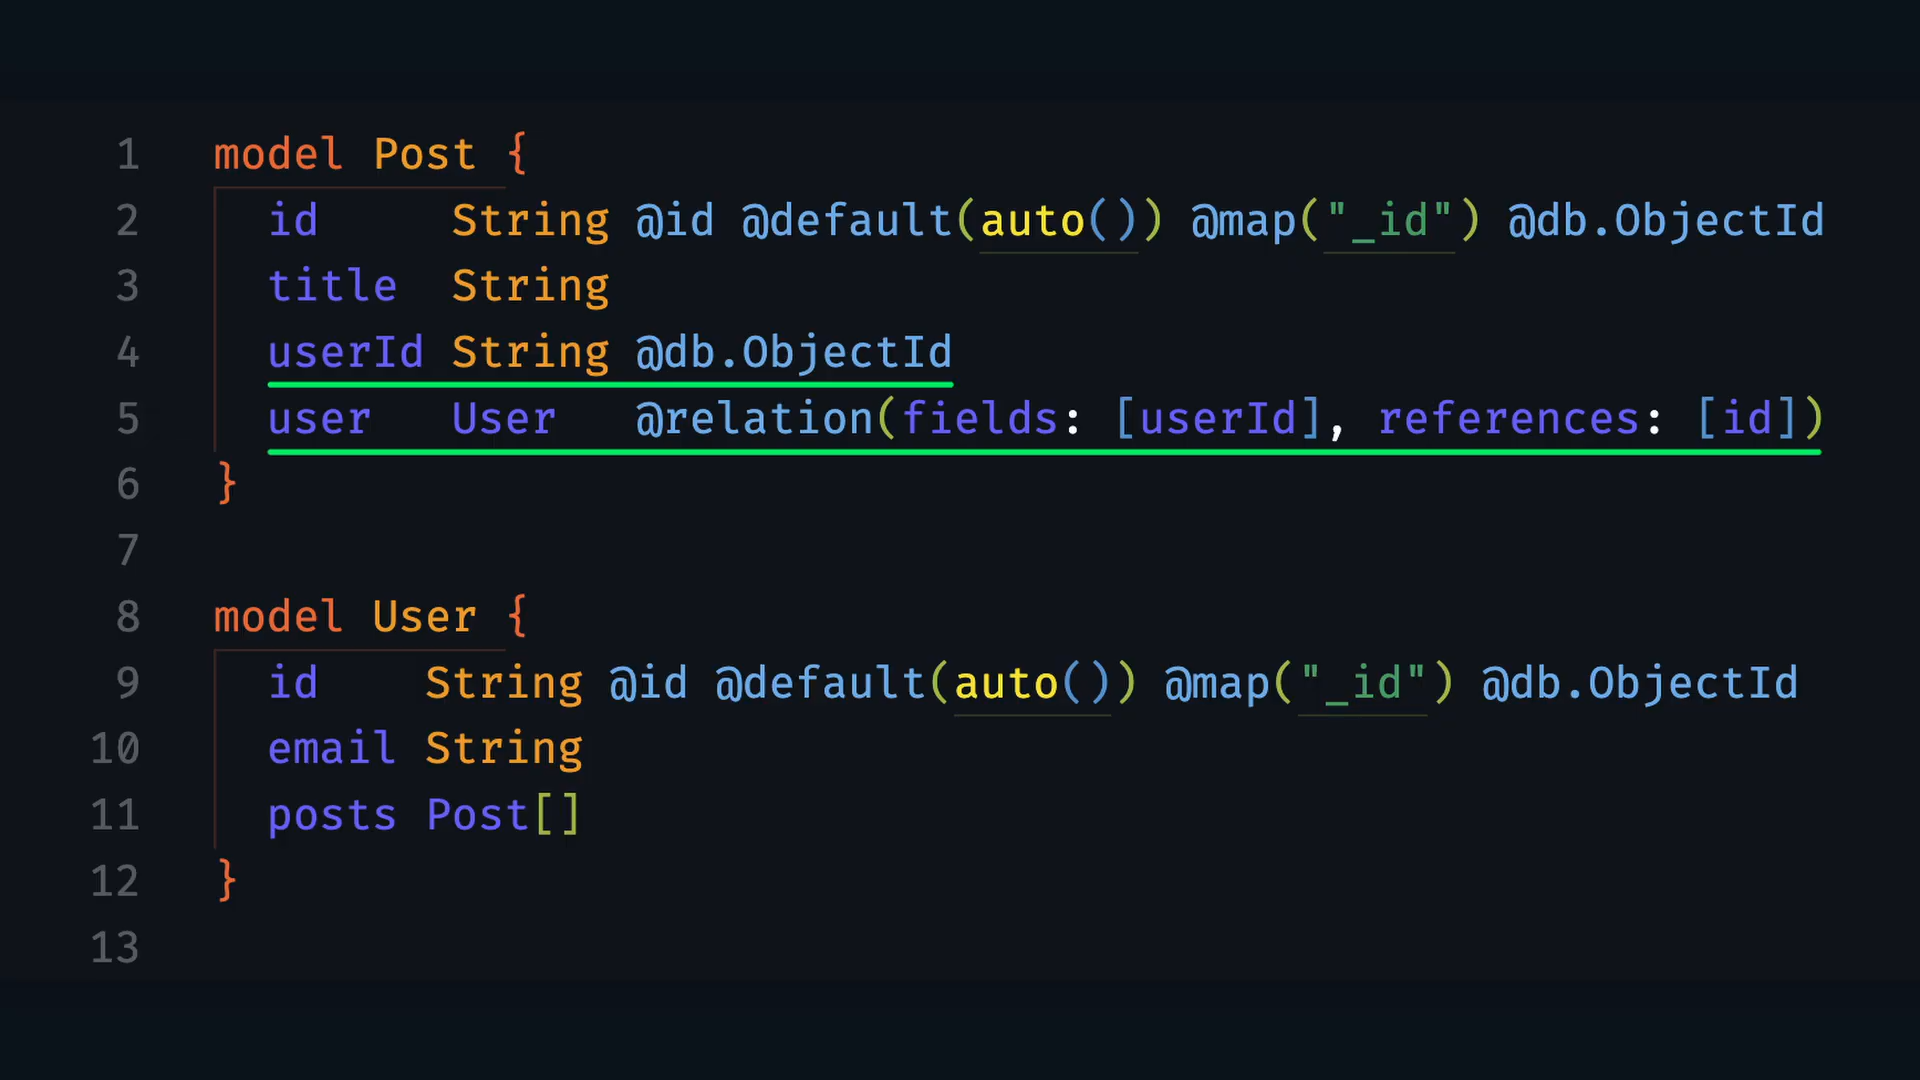 1 model Post {
2 id String @id @default(auto()) @map("_id") @db.ObjectId
3 title String
4 userId String @db.ObjectId
5 user User @relation(fields: [userId], references: [id])
6 }
7
8 model User {
9 id String @id @default(auto()) @map("_id") @db.ObjectId
10 email String
11 posts Post[]
12 }
13